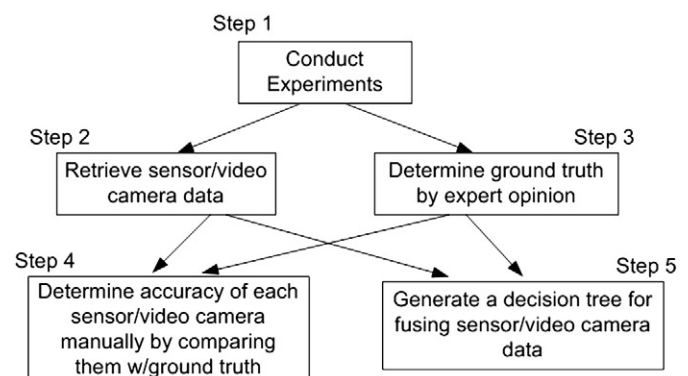 Step 1
Conduct
Experiments
Step 2
Step 3
Retrieve sensor/video
camera data
Determine ground truth
by expert opinion
Step 4
Step 5
Determine accuracy of each
sensor/video camera
manually by comparing
them w/ground truth
Generate a decision tree for
fusing sensor/video camera
data